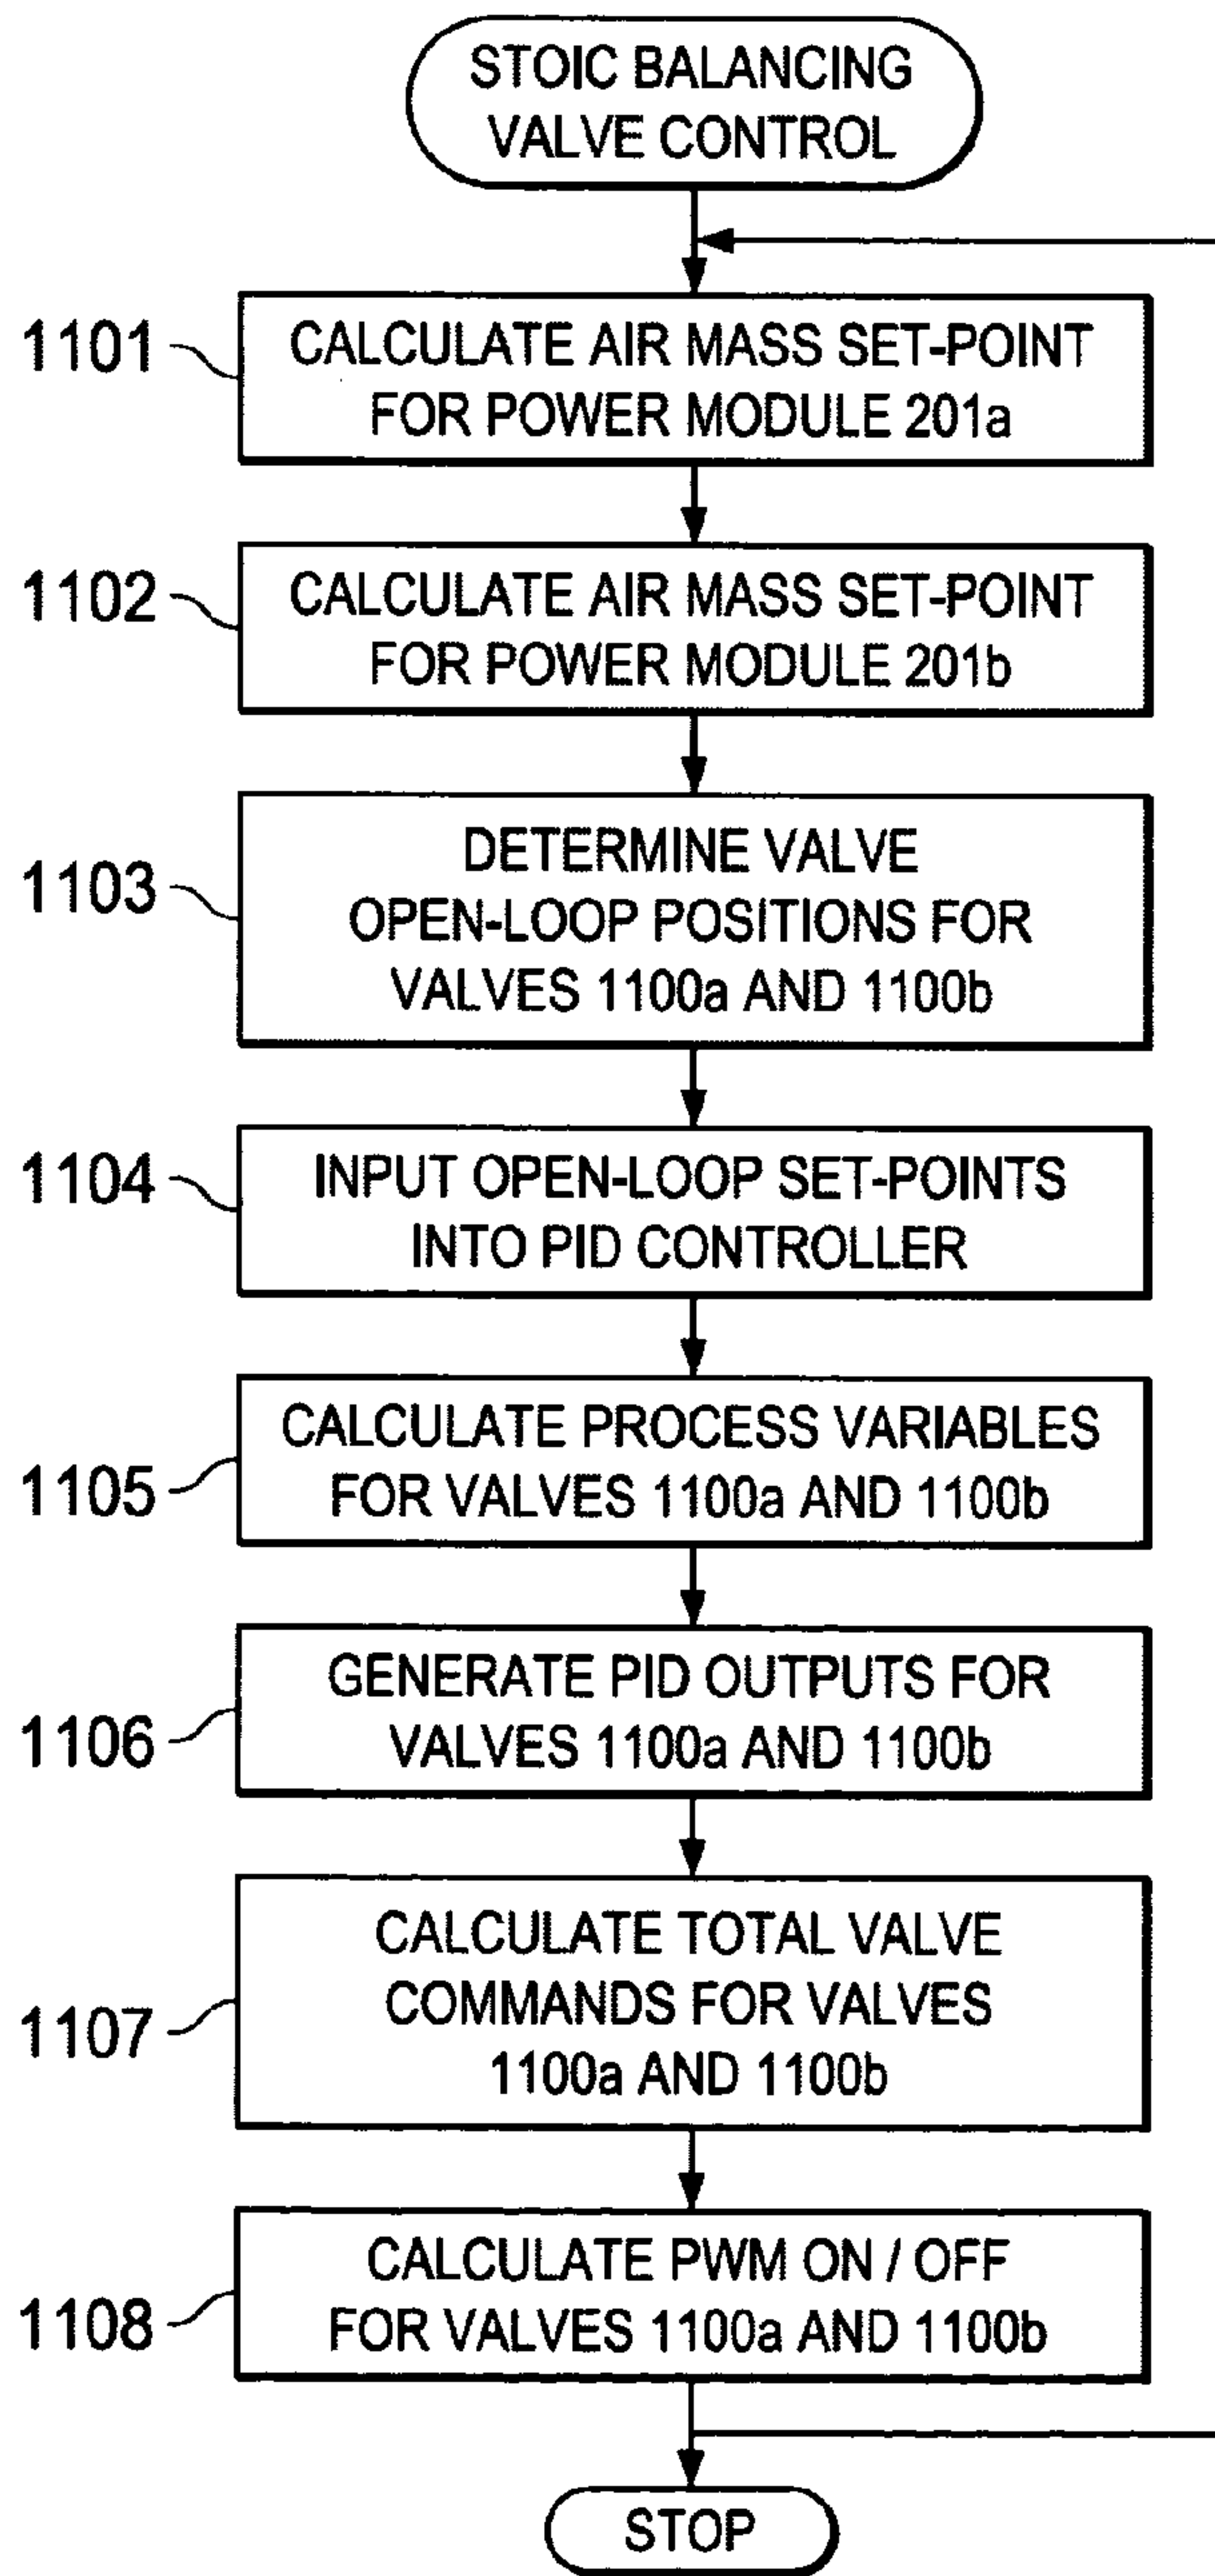 STOIC BALANCING
VALVE CONTROL
1101
CALCULATE AIR MASS SET-POINT
FOR POWER MODULE 201a
1102
CALCULATE AIR MASS SET-POINT
FOR POWER MODULE 201b
1103
DETERMINE VALVE
OPEN-LOOP POSITIONS FOR
VALVES 1100a AND 1100b
1104
INPUT OPEN-LOOP SET-POINTS
INTO PID CONTROLLER
1105
CALCULATE PROCESS VARIABLES
FOR VALVES 1100a AND 1100b
1106
GENERATE PID OUTPUTS FOR
VALVES 1100a AND 1100b
1107
CALCULATE TOTAL VALVE
COMMANDS FOR VALVES
1100a AND 1100b
1108
CALCULATE PWM ON / OFF
FOR VALVES 1100a AND 1100b
STOP